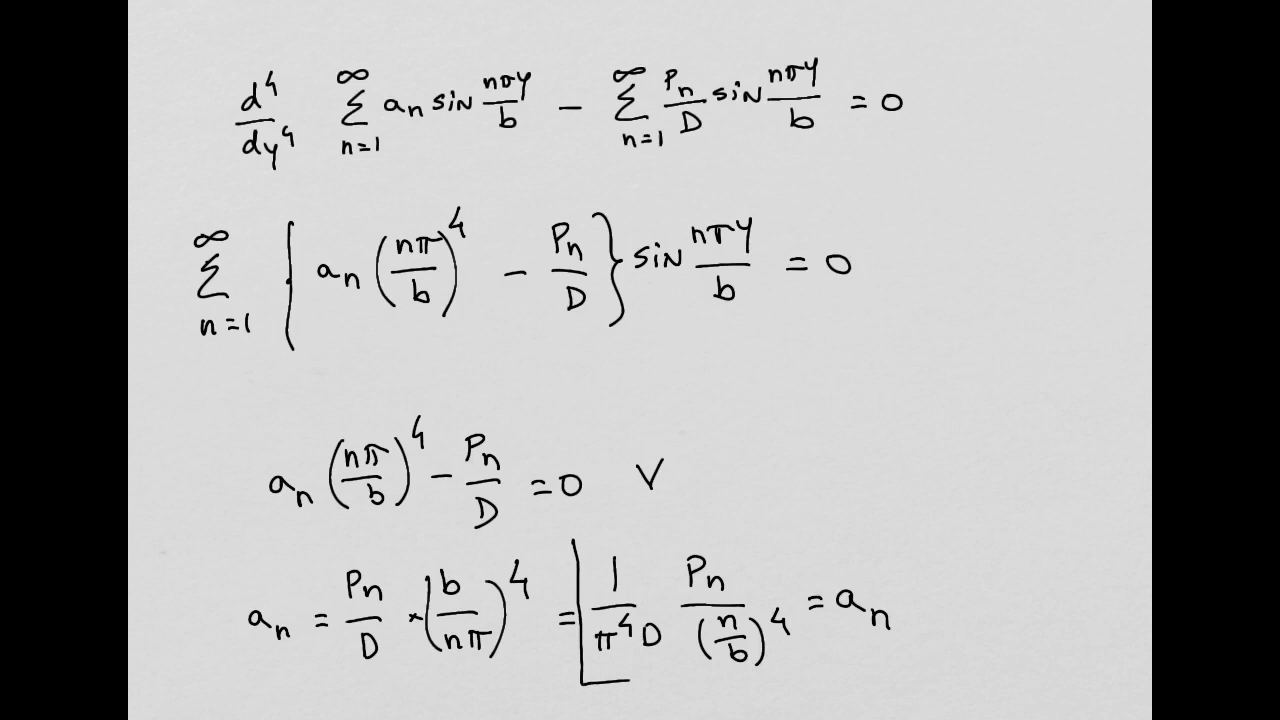 d⁴/dy⁴ ∑_{n=1}^{∞} aₙ sin nπy/b − ∑_{n=1}^{∞} Pₙ/D sin nπy/b = 0
∑_{n=1}^{∞} { aₙ (nπ/b)⁴ − Pₙ/D } sin nπy/b = 0
aₙ (nπ/b)⁴ − Pₙ/D = 0 V
aₙ = Pₙ/D × (b/nπ)⁴ = 1/π⁴D Pₙ/(n/b)⁴ = aₙ